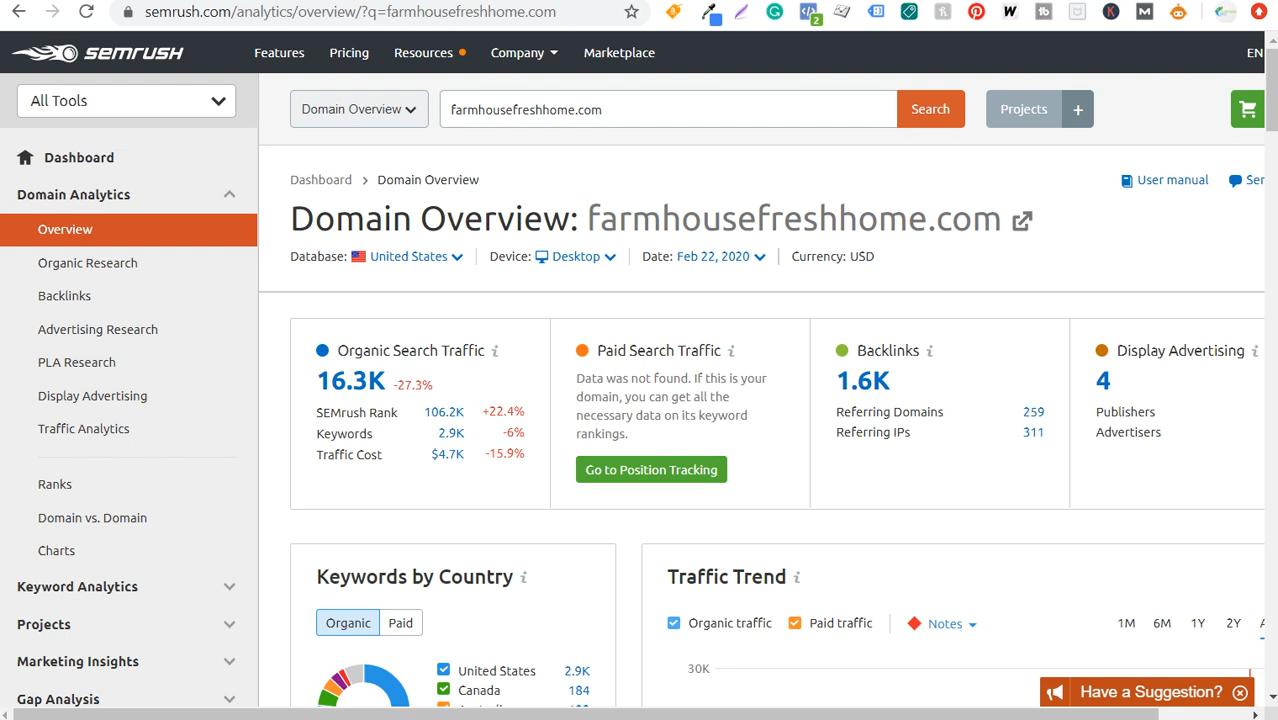 semrush.com/analytics/overview/?q=farmhousefreshhome.com
2
SEMRUSH
Features
Pricing
Resources
Company
Marketplace
EN
All Tools
Domain Overview
farmhousefreshhome.com
Search
Projects
+
Dashboard
Domain Analytics
Overview
Organic Research
Backlinks
Advertising Research
PLA Research
Display Advertising
Traffic Analytics
Ranks
Domain vs. Domain
Charts
Keyword Analytics
Projects
Marketing Insights
Gap Analysis
Dashboard > Domain Overview
User manual
Ser
Domain Overview: farmhousefreshhome.com
Database: United States
Device: Desktop
Date: Feb 22, 2020
Currency: USD
Organic Search Traffic
16.3K -27.3%
SEMrush Rank 106.2K +22.4%
Keywords 2.9K -6%
Traffic Cost $4.7K -15.9%
Paid Search Traffic
Data was not found. If this is your
domain, you can get all the
necessary data on its keyword
rankings.
Go to Position Tracking
Backlinks
1.6K
Referring Domains 259
Referring IPs 311
Display Advertising
4
Publishers
Advertisers
Keywords by Country
Organic
Paid
United States 2.9K
Canada 184
Traffic Trend
Organic traffic
Paid traffic
Notes
1M 6M 1Y 2Y
30K
Have a Suggestion?